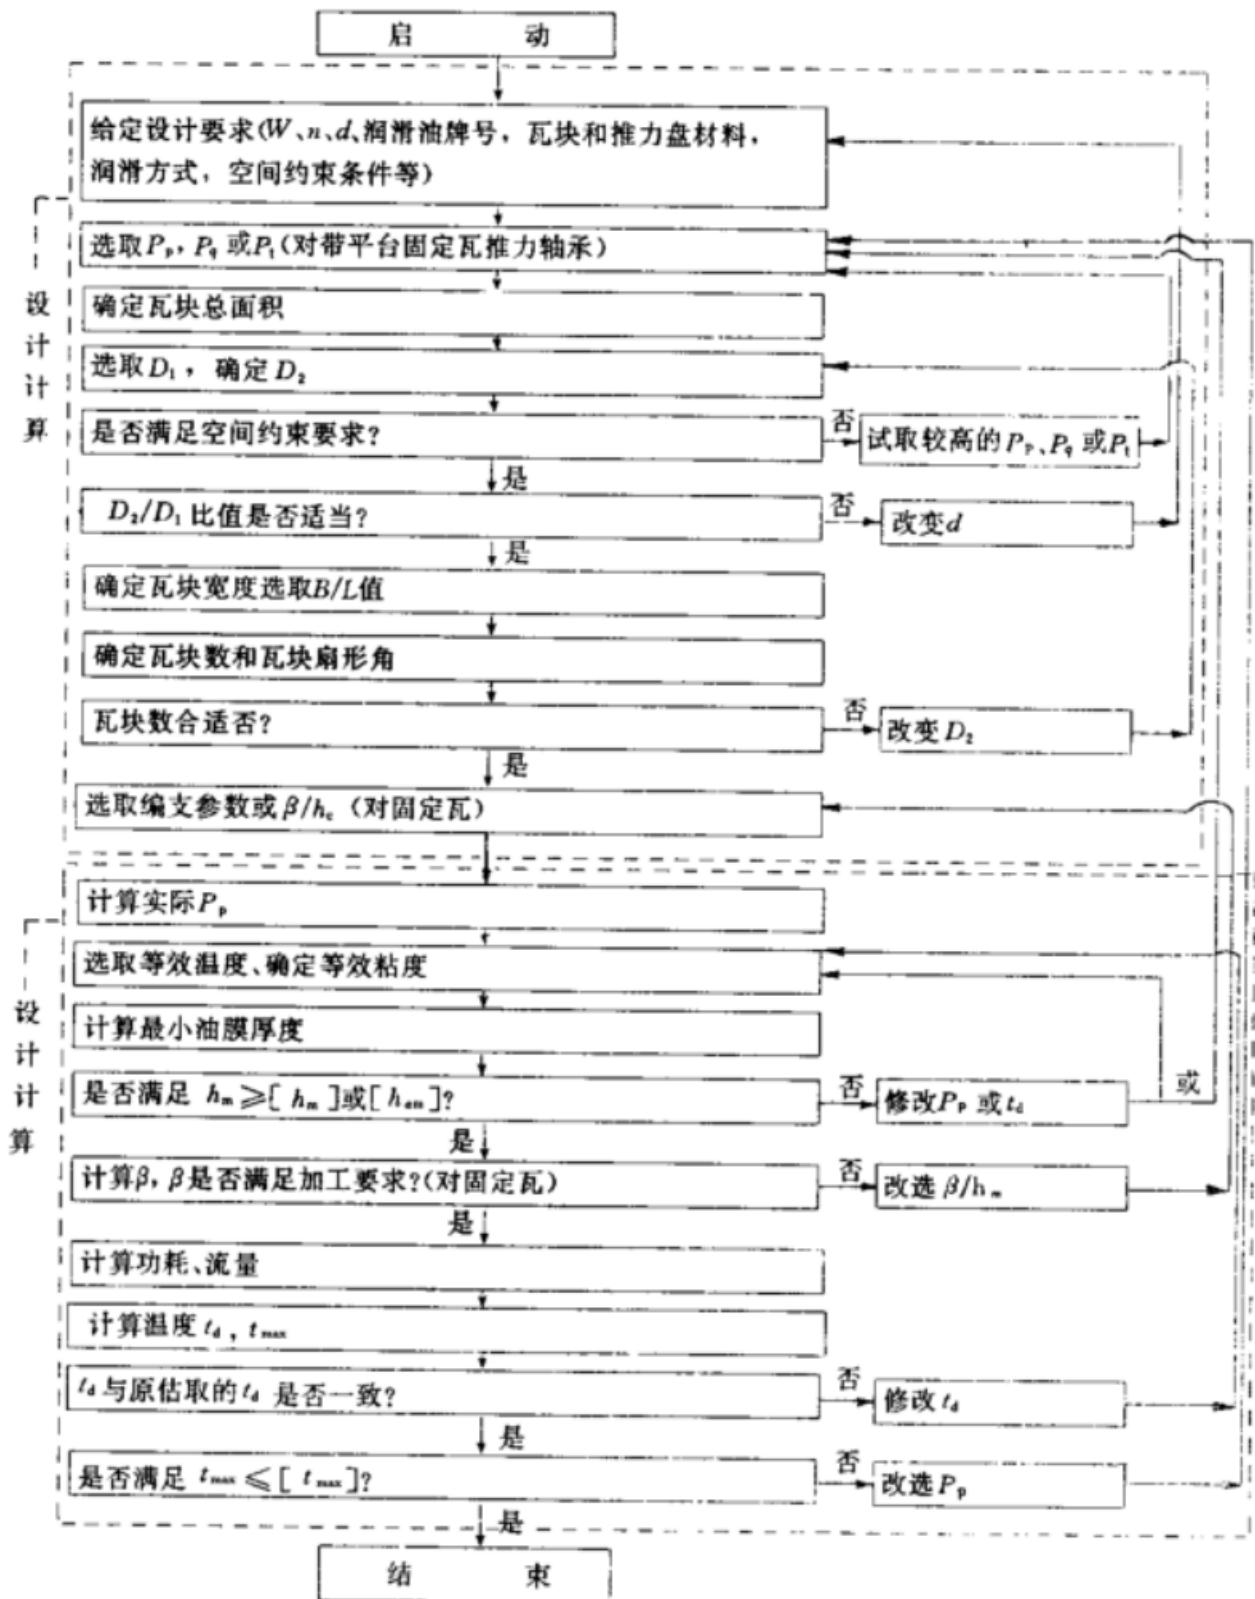 启 动
给定设计要求(W、n、d、润滑油牌号，瓦块和推力盘材料，
润滑方式，空间约束条件等)
选取Pp，Pq 或Pt(对带平台固定瓦推力轴承)
确定瓦块总面积
选取D₁，确定D₂
是否满足空间约束要求?
否
试取较高的Pp、Pq 或Pt
是
D₂/D₁ 比值是否适当?
否
改变d
是
确定瓦块宽度选取B/L值
确定瓦块数和瓦块扇形角
瓦块数合适否?
否
改变D₂
是
选取编支参数或β/hc (对固定瓦)
设计计算
计算实际Pp
选取等效温度、确定等效粘度
计算最小油膜厚度
是否满足 hm≥[hm]或[ham]?
否
修改Pp 或td
或
是
计算β，β是否满足加工要求?(对固定瓦)
否
改选 β/hm
是
计算功耗、流量
计算温度td，tmax
td与原估取的td 是否一致?
否
修改td
是
是否满足 tmax≤[tmax]?
否
改选Pp
是
设计计算
结 束